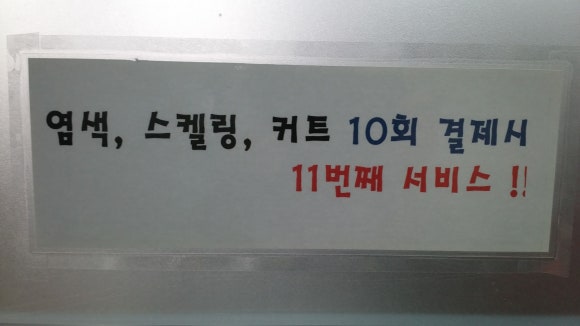 염색, 스켈링, 커트 10회 결제시
11번째 서비스 !!